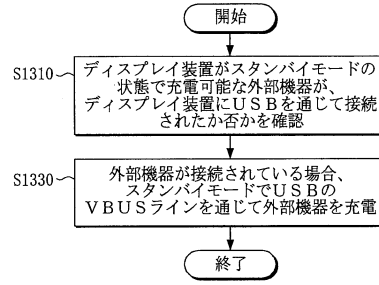 開始
S1310
ディスプレイ装置がスタンバイモードの
状態で充電可能な外部機器が、
ディスプレイ装置にＵＳＢを通じて接続
されたか否かを確認
S1330
外部機器が接続されている場合、
スタンバイモードでＵＳＢの
ＶＢＵＳラインを通じて外部機器を充電
終了